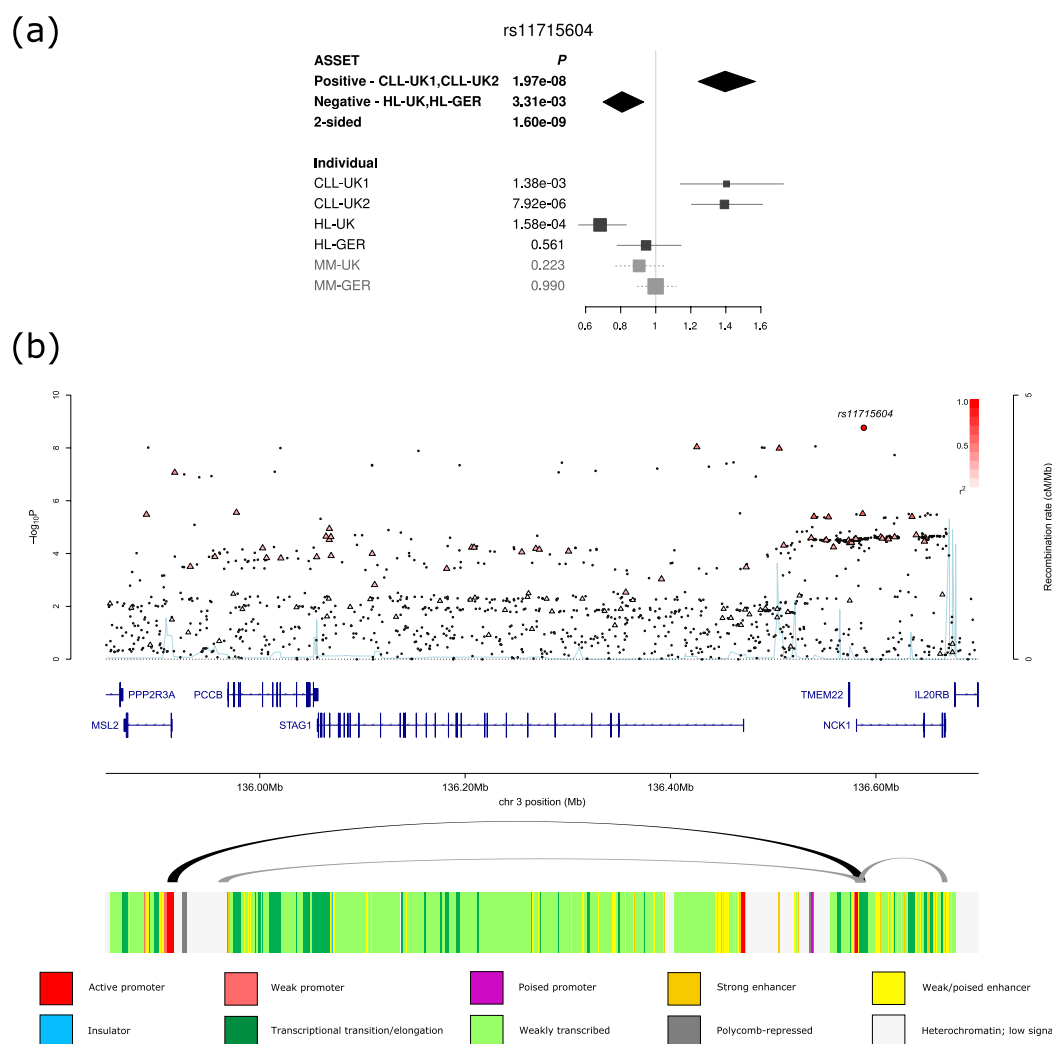 (a)
rs11715604
ASSET P
Positive - CLL-UK1,CLL-UK2 1.97e-08
Negative - HL-UK,HL-GER 3.31e-03
2-sided 1.60e-09
Individual
CLL-UK1 1.38e-03
CLL-UK2 7.92e-06
HL-UK 1.58e-04
HL-GER 0.561
MM-UK 0.223
MM-GER 0.990
0.6 0.8 1 1.2 1.4 1.6
(b)
10
8
6
4
2
0
−log10P
rs11715604
1.0
0.5
r2
5
0
Recombination rate (cM/Mb)
PPP2R3A PCCB TMEM22 IL20RB
MSL2 STAG1 NCK1
136.00Mb 136.20Mb 136.40Mb 136.60Mb
chr 3 position (Mb)
Active promoter Weak promoter Poised promoter Strong enhancer Weak/poised enhancer
Insulator Transcriptional transition/elongation Weakly transcribed Polycomb-repressed Heterochromatin; low signa